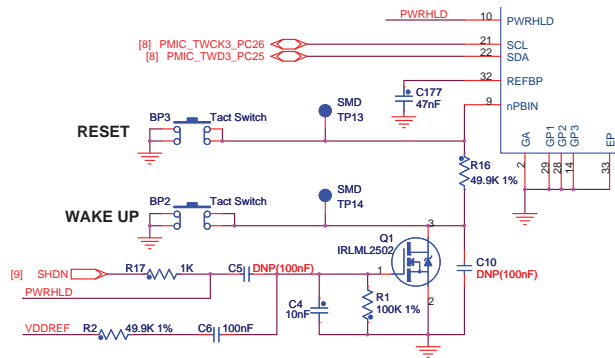 PWRHLD 10 PWRHLD
[8] PMIC_TWCK3_PC26 21 SCL
[8] PMIC_TWD3_PC25 22 SDA
32 REFBP
C177
47nF
9 nPBIN
BP3 Tact Switch
SMD
TP13
RESET
GA GP1 GP2 GP3 EP
2 29 28 14 33
R16
49.9K 1%
BP2 Tact Switch
SMD
TP14
WAKE UP
Q1
IRLML2502
3
1
2
C10
DNP(100nF)
[9] SHDN R17 1K C5 DNP(100nF)
PWRHLD
C4
10nF
R1
100K 1%
VDDREF R2 49.9K 1% C6 100nF